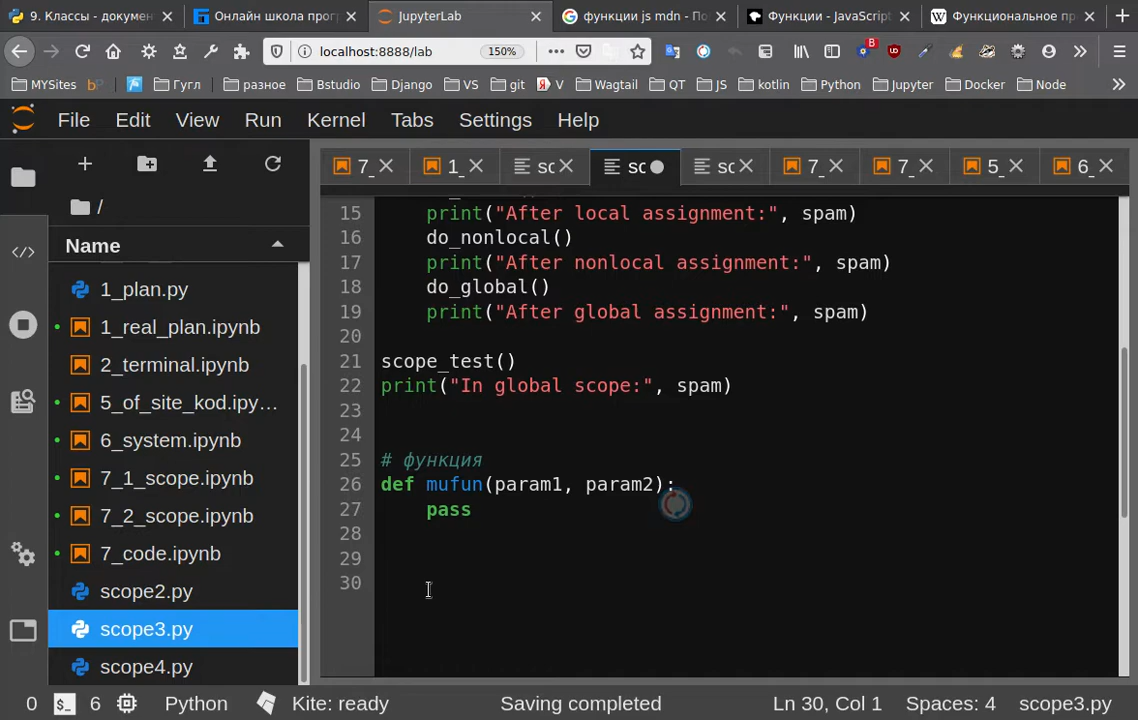 9. Классы - докумен
Онлайн школа прог
JupyterLab
функции js mdn - По
Функции - JavaScript
Функциональное пр
localhost:8888/lab
150%
MYSites
Гугл
разное
Bstudio
Django
VS
git
V
Wagtail
QT
JS
kotlin
Python
Jupyter
Docker
Node
File Edit View Run Kernel Tabs Settings Help
7_
1_
sc
sc
sc
7_
7_
5_
6_
/
Name
1_plan.py
1_real_plan.ipynb
2_terminal.ipynb
5_of_site_kod.ipy…
6_system.ipynb
7_1_scope.ipynb
7_2_scope.ipynb
7_code.ipynb
scope2.py
scope3.py
scope4.py
15 print("After local assignment:", spam)
16 do_nonlocal()
17 print("After nonlocal assignment:", spam)
18 do_global()
19 print("After global assignment:", spam)
20
21 scope_test()
22 print("In global scope:", spam)
23
24
25 # функция
26 def mufun(param1, param2):
27 pass
28
29
30
0
6
Python
Kite: ready
Saving completed
Ln 30, Col 1
Spaces: 4
scope3.py